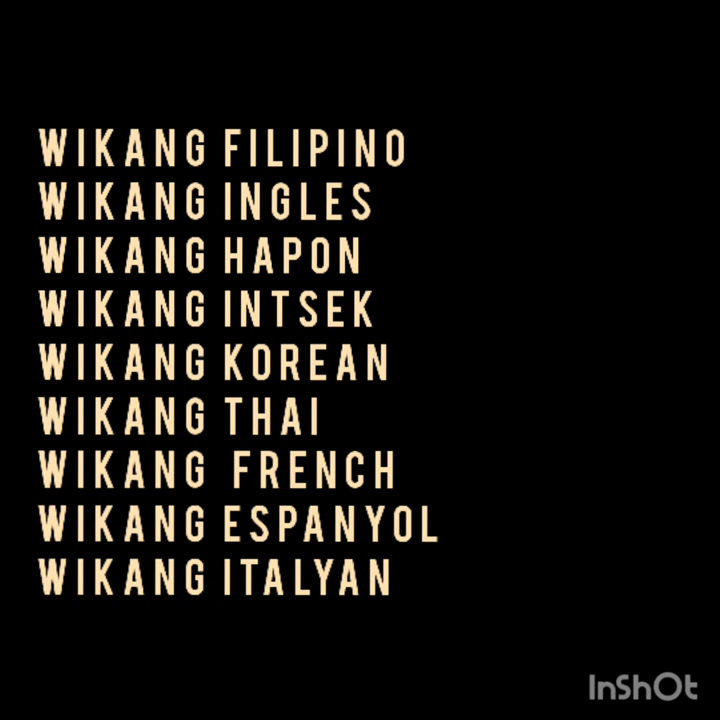 WIKANG FILIPINO
WIKANG INGLES
WIKANG HAPON
WIKANG INTSEK
WIKANG KOREAN
WIKANG THAI
WIKANG FRENCH
WIKANG ESPANYOL
WIKANG ITALYAN
InShOt